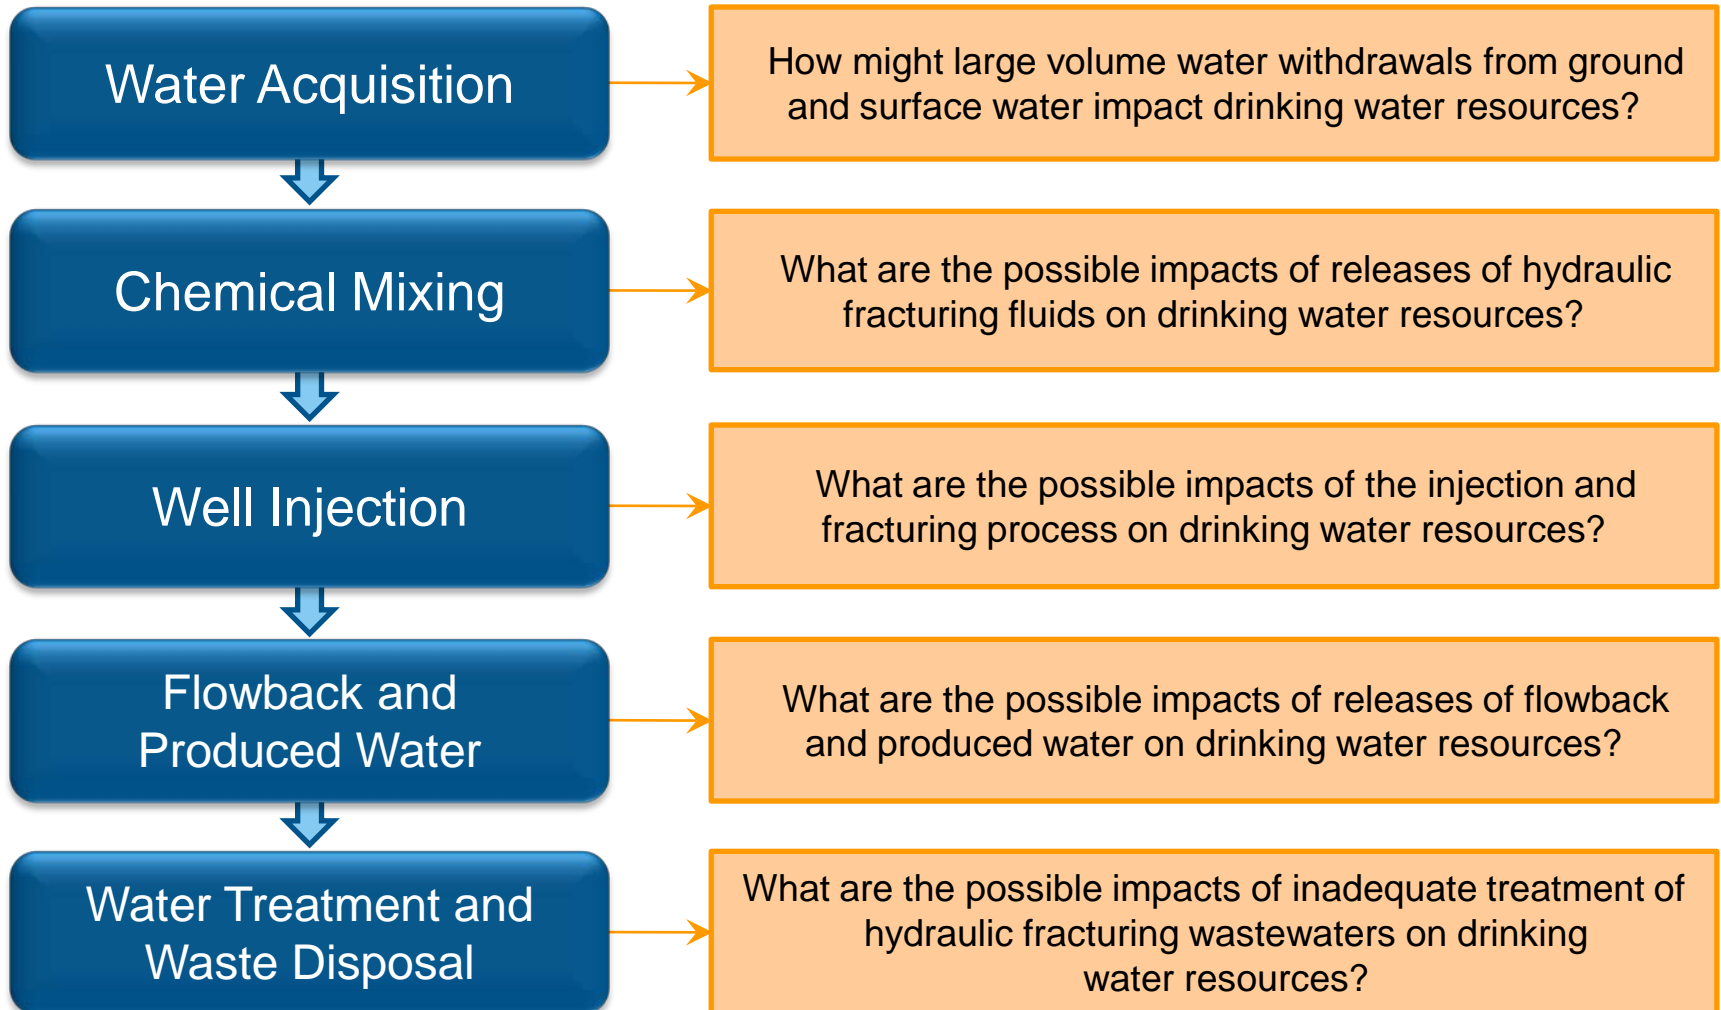 Water Acquisition
How might large volume water withdrawals from ground
and surface water impact drinking water resources?
Chemical Mixing
What are the possible impacts of releases of hydraulic
fracturing fluids on drinking water resources?
Well Injection
What are the possible impacts of the injection and
fracturing process on drinking water resources?
Flowback and
Produced Water
What are the possible impacts of releases of flowback
and produced water on drinking water resources?
Water Treatment and
Waste Disposal
What are the possible impacts of inadequate treatment of
hydraulic fracturing wastewaters on drinking
water resources?